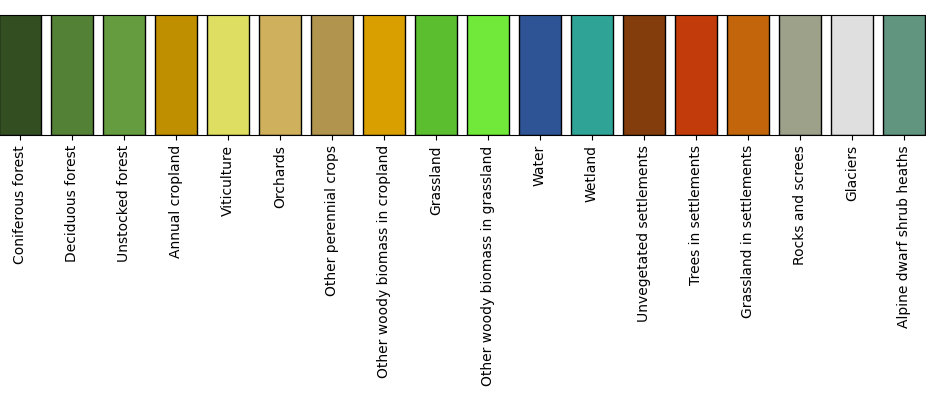 Coniferous forest
Deciduous forest
Unstocked forest
Annual cropland
Viticulture
Orchards
Other perennial crops
Other woody biomass in cropland
Grassland
Other woody biomass in grassland
Water
Wetland
Unvegetated settlements
Trees in settlements
Grassland in settlements
Rocks and screes
Glaciers
Alpine dwarf shrub heaths